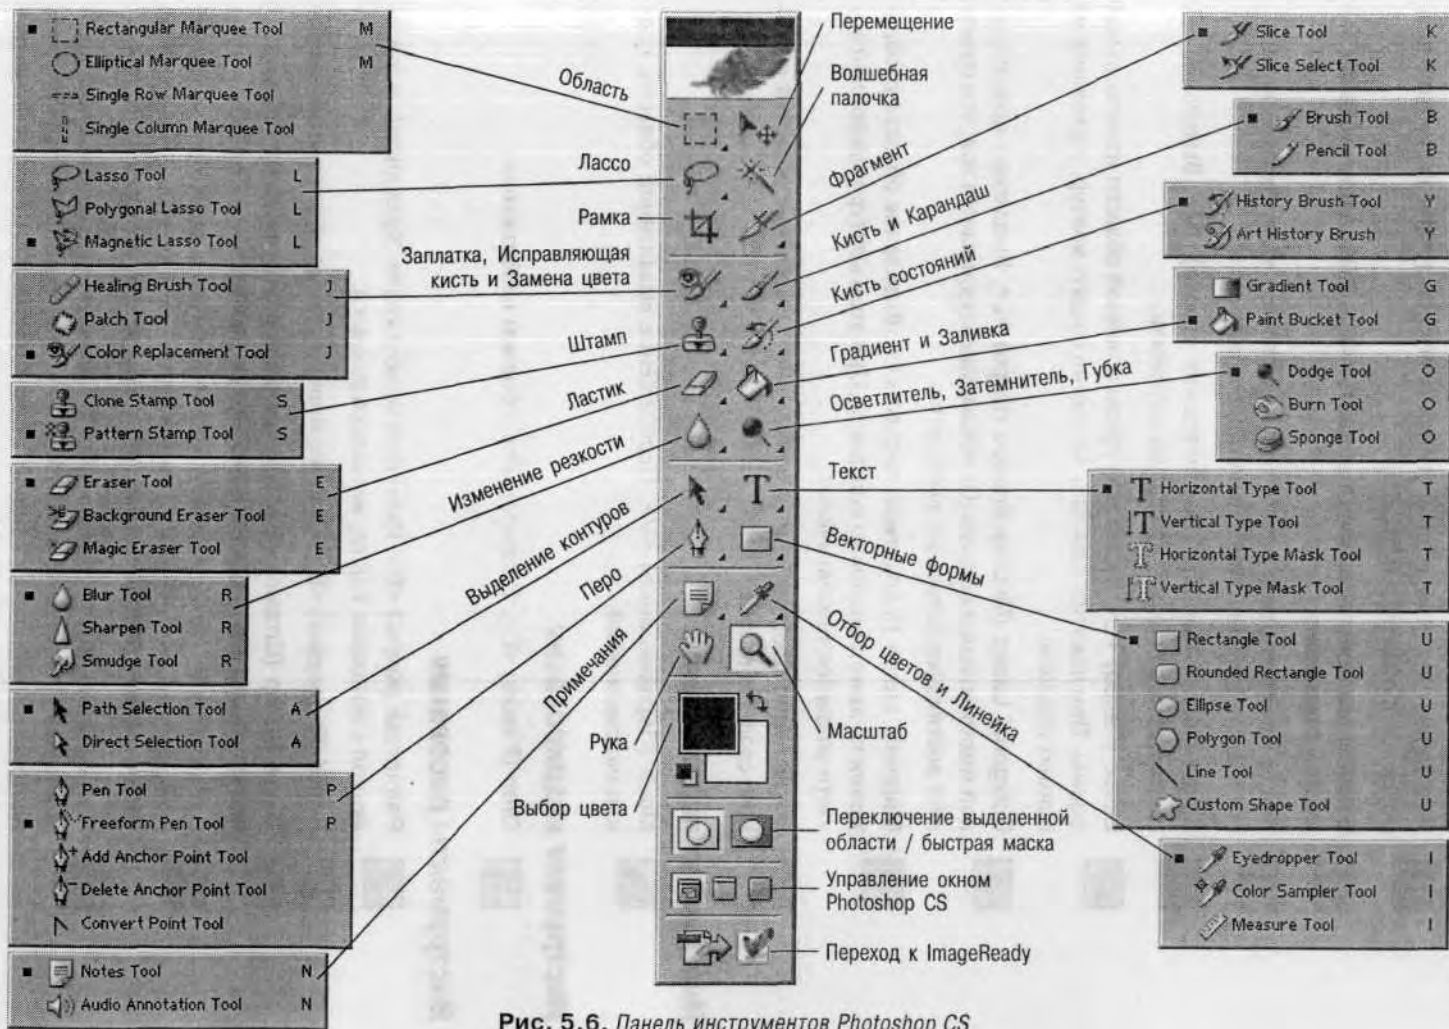 Rectangular Marquee Tool M
Elliptical Marquee Tool M
Single Row Marquee Tool
Single Column Marquee Tool
Lasso Tool L
Polygonal Lasso Tool L
Magnetic Lasso Tool L
Healing Brush Tool J
Patch Tool J
Color Replacement Tool J
Clone Stamp Tool S
Pattern Stamp Tool S
Eraser Tool E
Background Eraser Tool E
Magic Eraser Tool E
Blur Tool R
Sharpen Tool R
Smudge Tool R
Path Selection Tool A
Direct Selection Tool A
Pen Tool P
Freeform Pen Tool P
Add Anchor Point Tool
Delete Anchor Point Tool
Convert Point Tool
Notes Tool N
Audio Annotation Tool N
Область
Лассо
Рамка
Заплатка, Исправляющая
кисть и Замена цвета
Штамп
Ластик
Изменение резкости
Выделение контуров
Перо
Примечания
Рука
Выбор цвета
Перемещение
Волшебная
палочка
Фрагмент
Кисть и Карандаш
Кисть состояний
Градиент и Заливка
Осветлитель, Затемнитель, Губка
Текст
Векторные формы
Отбор цветов и Линейка
Масштаб
Переключение выделенной
области / быстрая маска
Управление окном
Photoshop CS
Переход к ImageReady
Slice Tool K
Slice Select Tool K
Brush Tool B
Pencil Tool B
History Brush Tool Y
Art History Brush Y
Gradient Tool G
Paint Bucket Tool G
Dodge Tool O
Burn Tool O
Sponge Tool O
T Horizontal Type Tool T
T Vertical Type Tool T
T Horizontal Type Mask Tool T
T Vertical Type Mask Tool T
Rectangle Tool U
Rounded Rectangle Tool U
Ellipse Tool U
Polygon Tool U
Line Tool U
Custom Shape Tool U
Eyedropper Tool I
Color Sampler Tool I
Measure Tool I
T
Рис. 5.6. Панель инструментов Photoshop CS